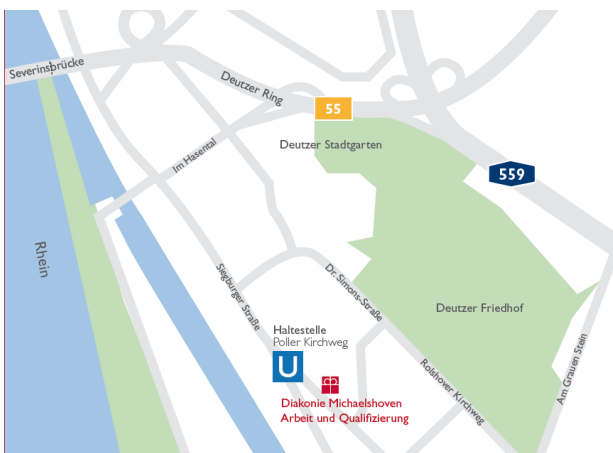 Severinsbrücke
Deutzer Ring
55
Deutzer Stadtgarten
Im Hasental
559
Rhein
Siegburger Straße
Dr. Simons-Straße
Deutzer Friedhof
Haltestelle
Poller Kirchweg
U
Rolshover Kirchweg
Am Grauen Stein
Diakonie Michaelshoven
Arbeit und Qualifizierung